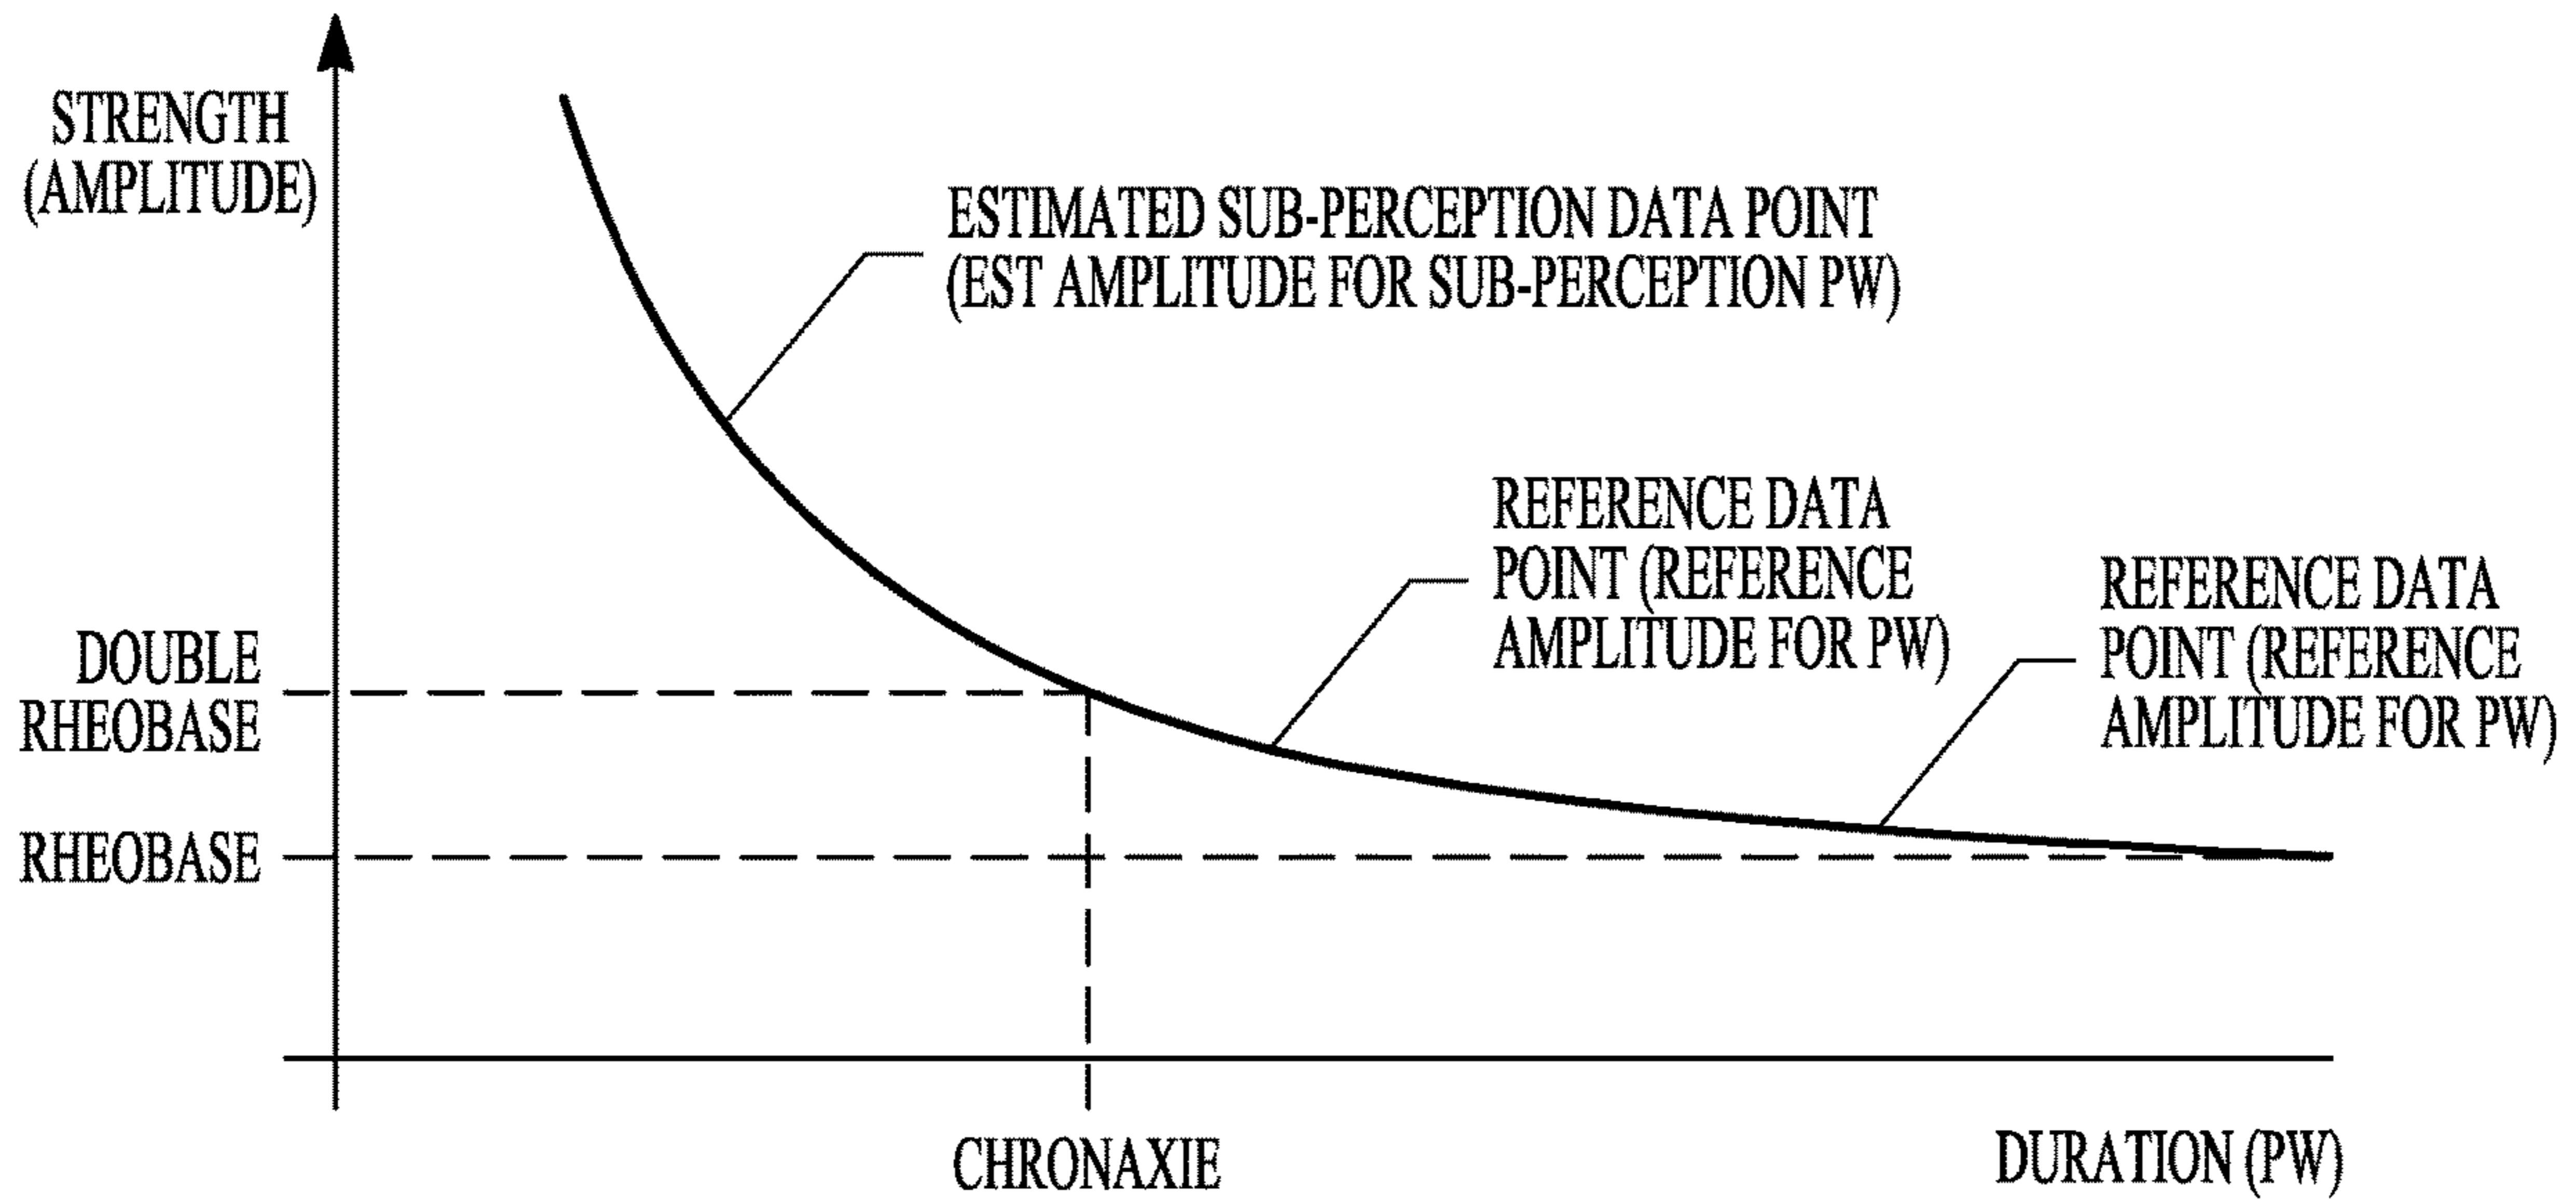 STRENGTH
(AMPLITUDE)
ESTIMATED SUB-PERCEPTION DATA POINT
(EST AMPLITUDE FOR SUB-PERCEPTION PW)
REFERENCE DATA
POINT (REFERENCE
AMPLITUDE FOR PW)
REFERENCE DATA
POINT (REFERENCE
AMPLITUDE FOR PW)
DOUBLE
RHEOBASE
RHEOBASE
CHRONAXIE
DURATION (PW)